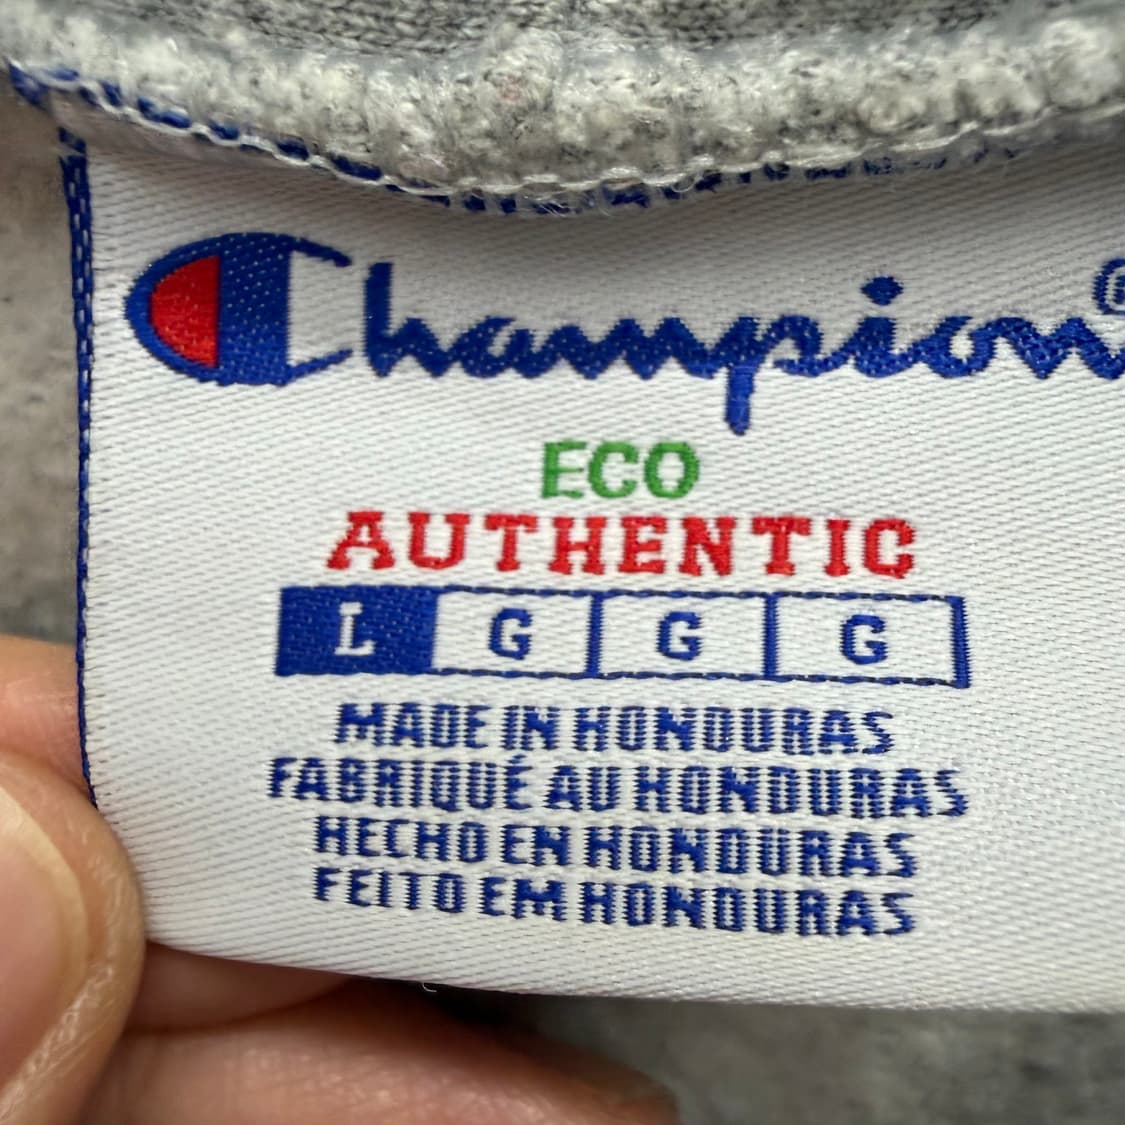 Champion®
ECO
AUTHENTIC
L G G G
MADE IN HONDURAS
FABRIQUÉ AU HONDURAS
HECHO EN HONDURAS
FEITO EM HONDURAS